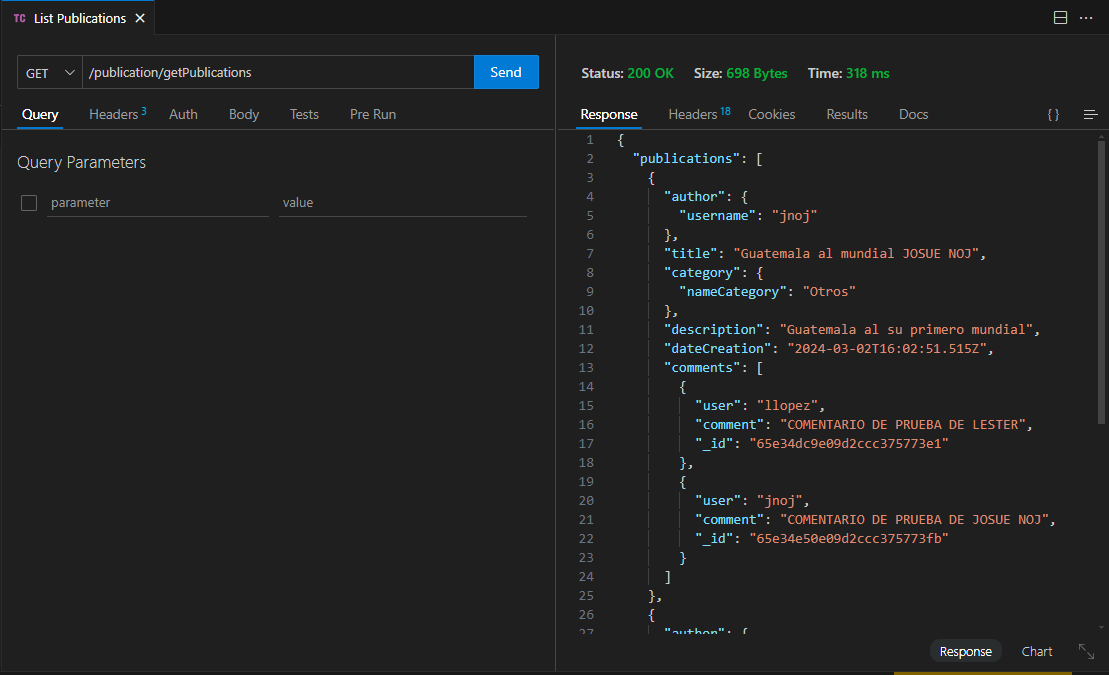 TC List Publications
GET /publication/getPublications Send
Query Headers 3 Auth Body Tests Pre Run
Query Parameters
parameter value
Status: 200 OK Size: 698 Bytes Time: 318 ms
Response Headers 18 Cookies Results Docs { }
1 {
2 "publications": [
3 {
4 "author": {
5 "username": "jnoj"
6 },
7 "title": "Guatemala al mundial JOSUE NOJ",
8 "category": {
9 "nameCategory": "Otros"
10 },
11 "description": "Guatemala al su primero mundial",
12 "dateCreation": "2024-03-02T16:02:51.515Z",
13 "comments": [
14 {
15 "user": "llopez",
16 "comment": "COMENTARIO DE PRUEBA DE LESTER",
17 "_id": "65e34dc9e09d2ccc375773e1"
18 },
19 {
20 "user": "jnoj",
21 "comment": "COMENTARIO DE PRUEBA DE JOSUE NOJ",
22 "_id": "65e34e50e09d2ccc375773fb"
23 }
24 ]
25 },
26 {
27 "author": {
Response Chart